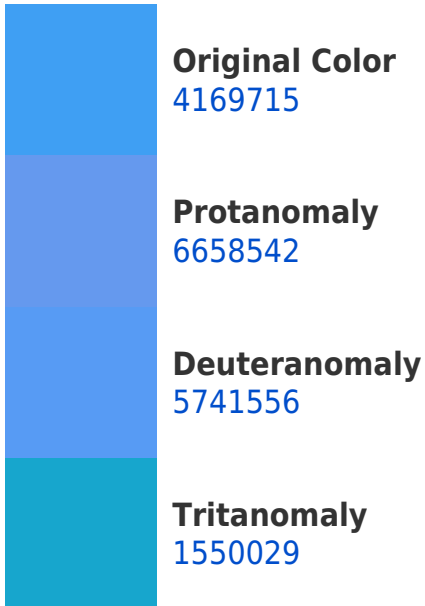 Original Color
4169715
Protanomaly
6658542
Deuteranomaly
5741556
Tritanomaly
1550029